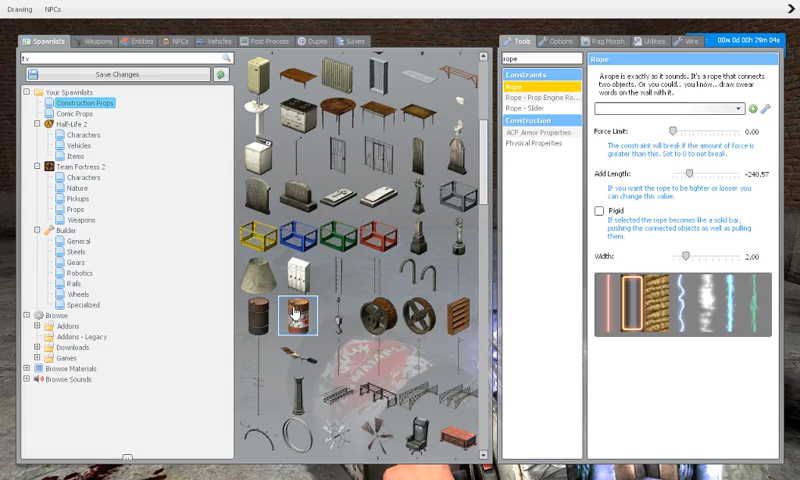 Drawing NPCs
Spawnlists Weapons Entities NPCs Vehicles Post Process Dupes Saves
tv
Save Changes
Your Spawnlists
Construction Props
Comic Props
Half-Life 2
Characters
Vehicles
Items
Team Fortress 2
Characters
Nature
Pickups
Props
Weapons
Builder
General
Steels
Gears
Robotics
Rails
Wheels
Specialized
Browse
Addons
Addons - Legacy
Downloads
Games
Browse Materials
Browse Sounds
Tools Options Rag Morph Utilities Wire 00w 0d 00h 29m 04s
rope
Constraints
Rope
Rope - Prop Engine Ro...
Rope - Slider
Construction
ACF Armor Properties
Physical Properties
Rope
A rope is exactly as it sounds. It's a rope that connects
two objects. Or you could.. you know.. draw swear
words on the wall with it.
Force Limit: 0.00
The constraint will break if the amount of force is
greater than this. Set to 0 to not break.
Add Length: -240.57
If you want the rope to be tighter or looser you
can change this value.
Rigid
If selected the rope becomes like a solid bar,
pushing the connected objects as well as pulling
them.
Width: 2.00